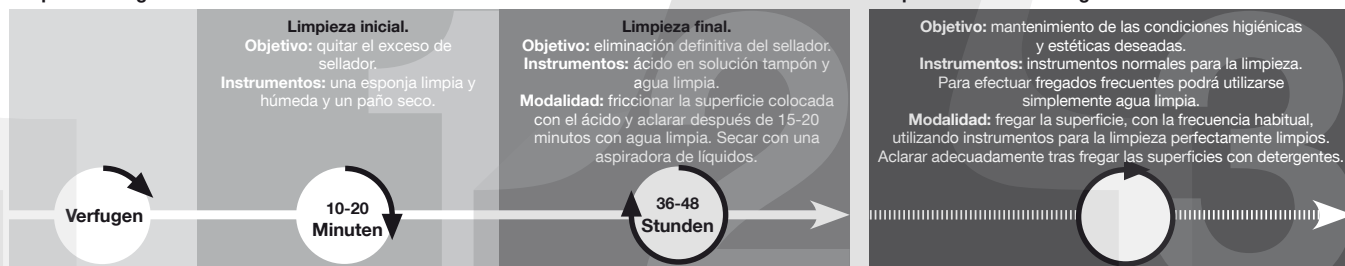 Limpieza inicial.
Objetivo: quitar el exceso de
sellador.
Instrumentos: una esponja limpia y
húmeda y un paño seco.
Limpieza final.
Objetivo: eliminación definitiva del sellador.
Instrumentos: ácido en solución tampón y
agua limpia.
Modalidad: friccionar la superficie colocada
con el ácido y aclarar después de 15-20
minutos con agua limpia. Secar con una
aspiradora de líquidos.
Objetivo: mantenimiento de las condiciones higiénicas
y estéticas deseadas.
Instrumentos: instrumentos normales para la limpieza.
Para efectuar fregados frecuentes podrá utilizarse
simplemente agua limpia.
Modalidad: fregar la superficie, con la frecuencia habitual,
utilizando instrumentos para la limpieza perfectamente limpios.
Aclarar adecuadamente tras fregar las superficies con detergentes.
Verfugen
10-20
Minuten
36-48
Stunden
1
2
3